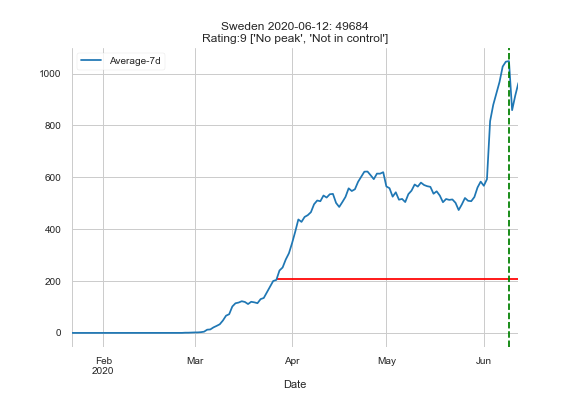 Sweden 2020-06-12: 49684
Rating:9 ['No peak', 'Not in control']
Average-7d
1000
800
600
400
200
0
Feb
2020
Mar
Apr
May
Jun
Date